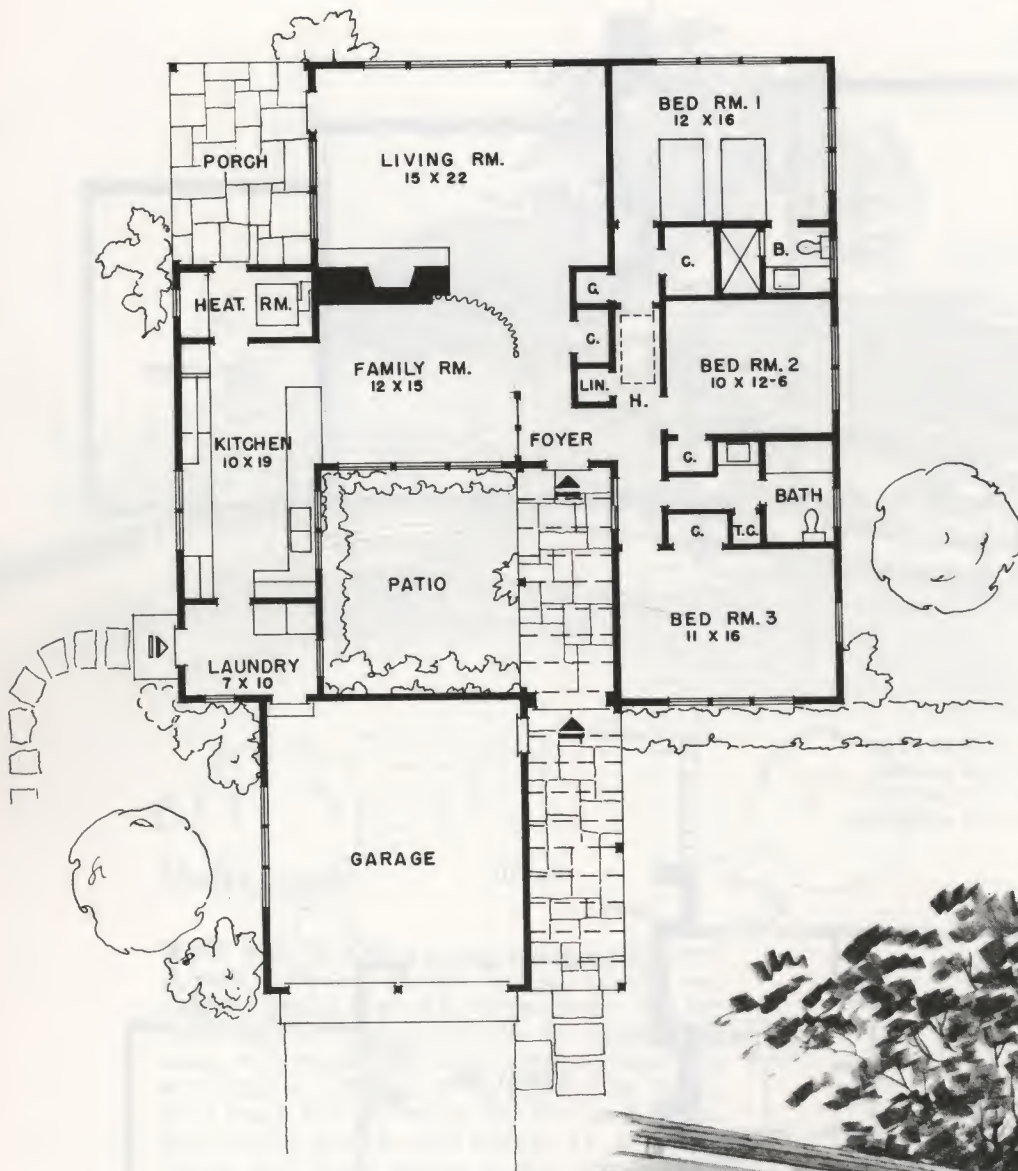 BED RM. 1
12 X 16
LIVING RM.
15 X 22
PORCH
B.
C.
HEAT. RM.
C.
C.
FAMILY RM.
12 X 15
BED RM. 2
10 X 12-6
LIN.
H.
KITCHEN
10 X 19
FOYER
C.
BATH
C.
T.C.
PATIO
BED RM. 3
11 X 16
LAUNDRY
7 X 10
GARAGE